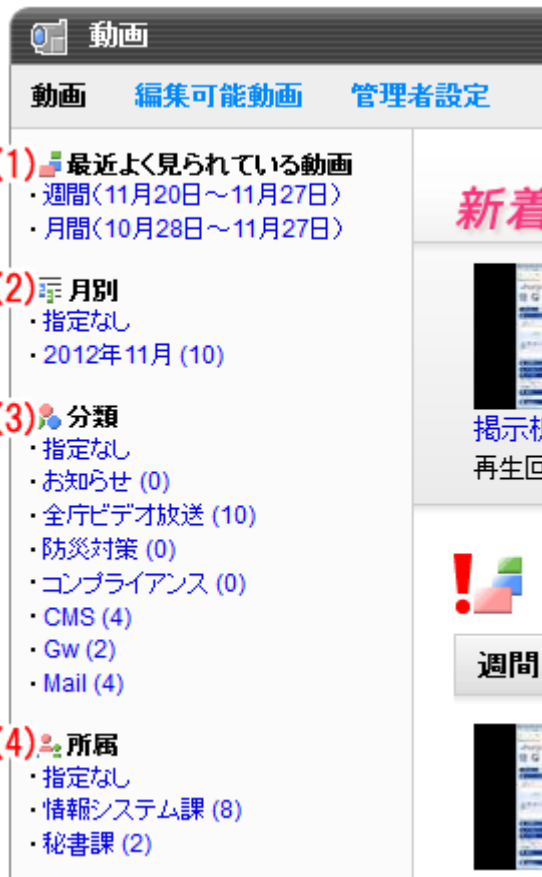 動画
動画 編集可能動画 管理者設定
(1) 最近よく見られている動画
・週間(11月20日～11月27日)
・月間(10月28日～11月27日)
新着
(2) 月別
・指定なし
・2012年11月 (10)
(3) 分類
・指定なし
掲示板
・お知らせ (0)
再生回
・全庁ビデオ放送 (10)
・防災対策 (0)
・コンプライアンス (0)
・CMS (4)
・Gw (2)
週間
・Mail (4)
(4) 所属
・指定なし
・情報システム課 (8)
・秘書課 (2)